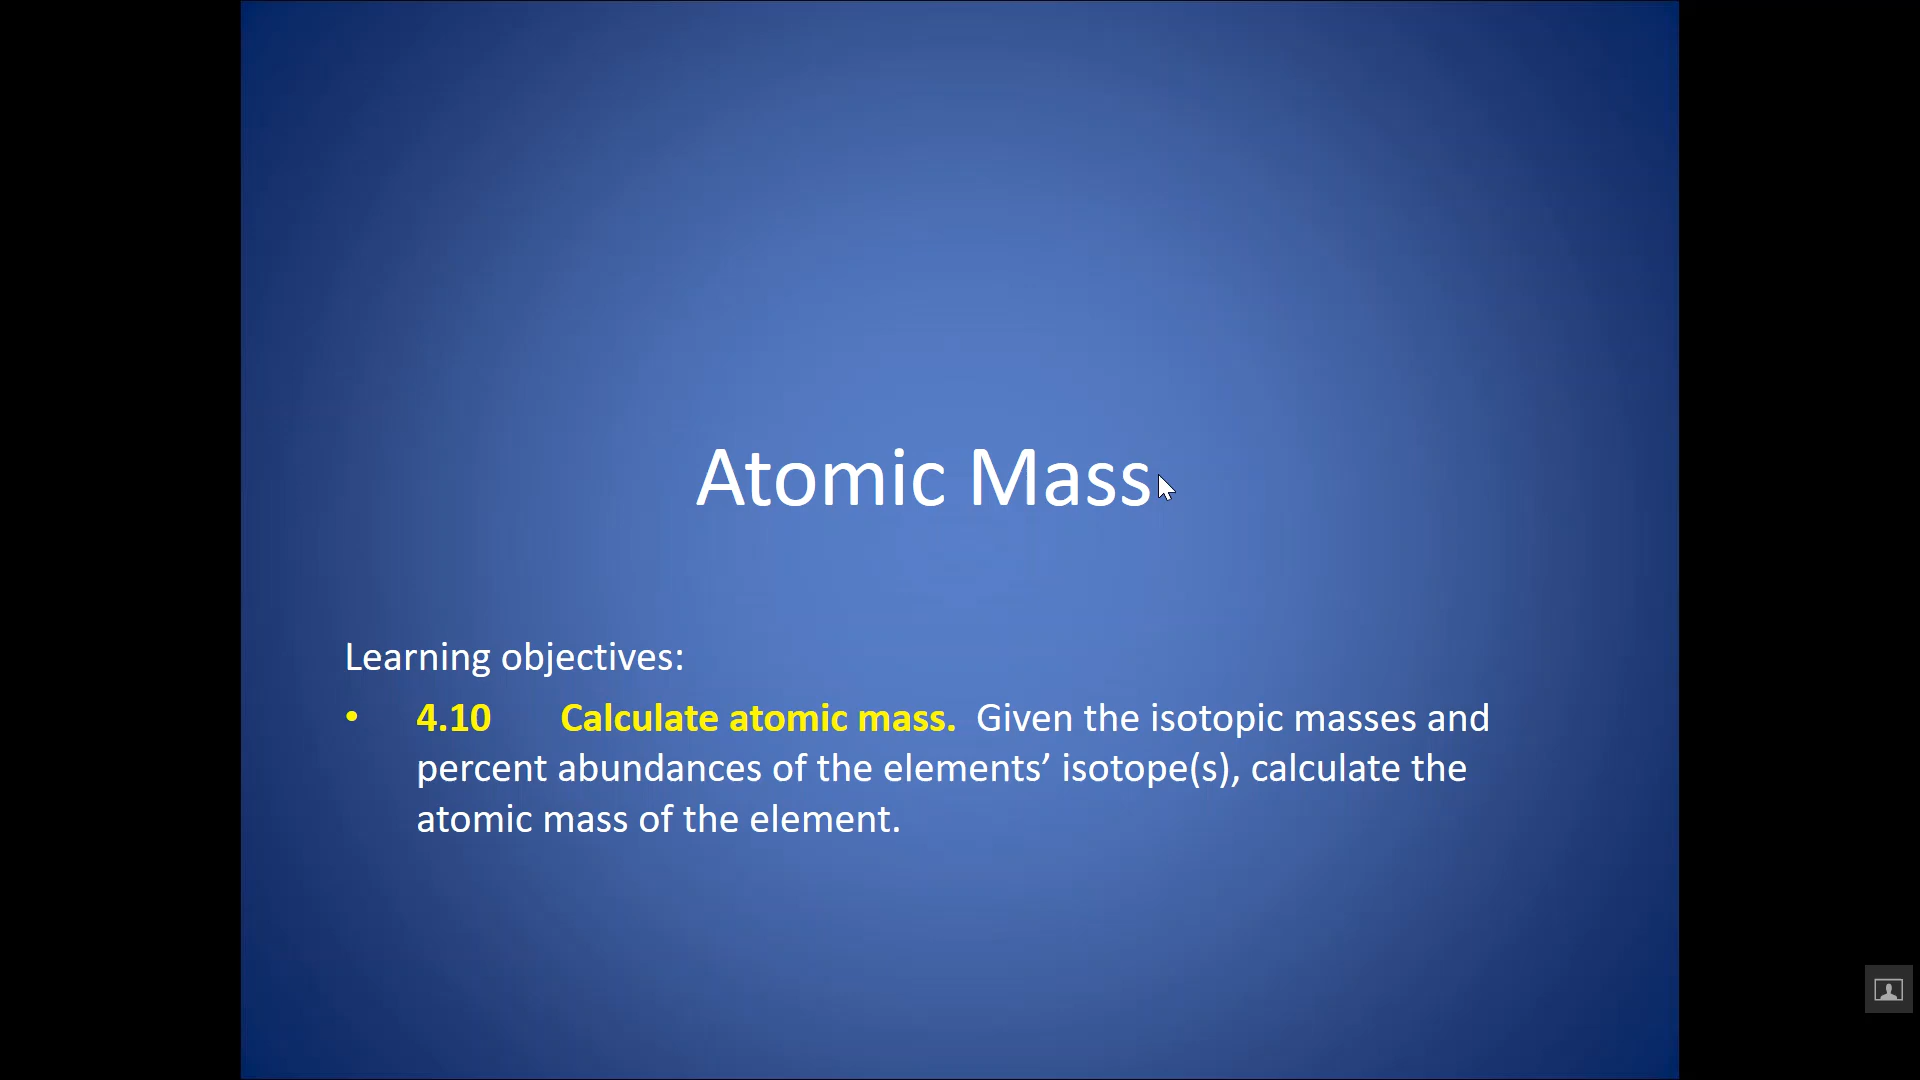 Atomic Mass
Learning objectives:
• 4.10 Calculate atomic mass. Given the isotopic masses and
percent abundances of the elements’ isotope(s), calculate the
atomic mass of the element.